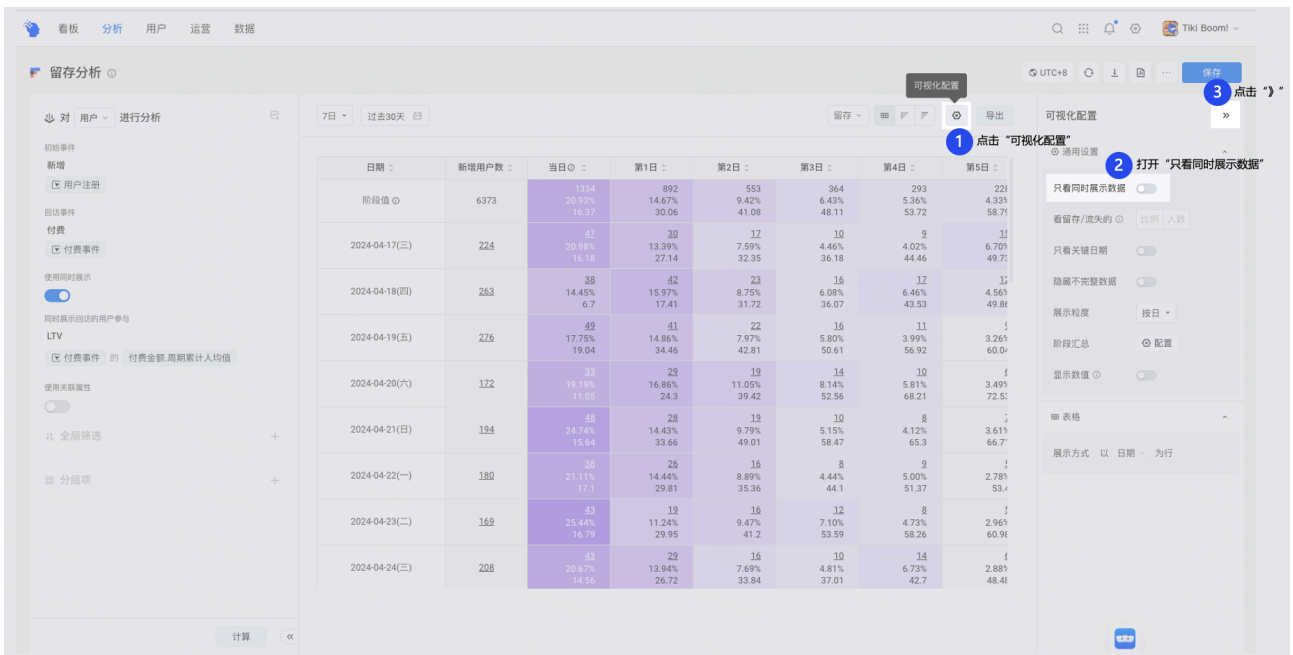 看板 分析 用户 运营 数据 Tiki Boom!
留存分析 UTC+8 ... 保存
3 点击“》”
可视化配置
对 用户 进行分析
7日 过去30天 留存 导出
可视化配置 »
1 点击“可视化配置”
初始事件
新增
用户注册
回访事件
付费
付费事件
使用同时展示
同时展示回访的用户参与
LTV
付费事件 的 付费金额.周期累计人均值
使用关联属性
全局筛选 +
分组项 +
计算 «
日期 新增用户数 当日 第1日 第2日 第3日 第4日 第5日
1334 892 553 364 293 228
阶段值 6373 20.93% 14.67% 9.42% 6.43% 5.36% 4.33%
16.37 30.06 41.08 48.11 53.72 58.79
47 30 17 10 9
2024-04-17(三) 224 20.98% 13.39% 7.59% 4.46% 4.02% 6.70%
16.18 27.14 32.35 36.18 44.46
38 42 23 16 17
2024-04-18(四) 263 14.45% 15.97% 8.75% 6.08% 6.46% 4.56%
6.7 17.41 31.72 36.07 43.53
49 41 22 16 11
2024-04-19(五) 276 17.75% 14.86% 7.97% 5.80% 3.99% 3.26%
19.04 34.46 42.81 50.61 56.92
33 29 19 14 10
2024-04-20(六) 172 19.19% 16.86% 11.05% 8.14% 5.81% 3.49%
11.05 24.3 39.42 52.56 68.21
48 28 19 10 8
2024-04-21(日) 194 24.74% 14.43% 9.79% 5.15% 4.12% 3.61%
15.64 33.66 49.01 58.47 65.3
38 26 16 8 9
2024-04-22(一) 180 21.11% 14.44% 8.89% 4.44% 5.00% 2.78%
17.1 29.81 35.36 44.1 51.37
43 19 16 12 8
2024-04-23(二) 169 25.44% 11.24% 9.47% 7.10% 4.73% 2.96%
16.79 29.95 41.2 53.59 58.26
43 29 16 10 14
2024-04-24(三) 208 20.67% 13.94% 7.69% 4.81% 6.73% 2.88%
14.56 26.72 33.84 37.01 42.7
通用设置
2 打开“只看同时展示数据”
只看同时展示数据
看留存/流失的 比例 人数
只看关键日期
隐藏不完整数据
展示粒度 按日
阶段汇总 配置
显示数值
表格
展示方式 以 日期 为行